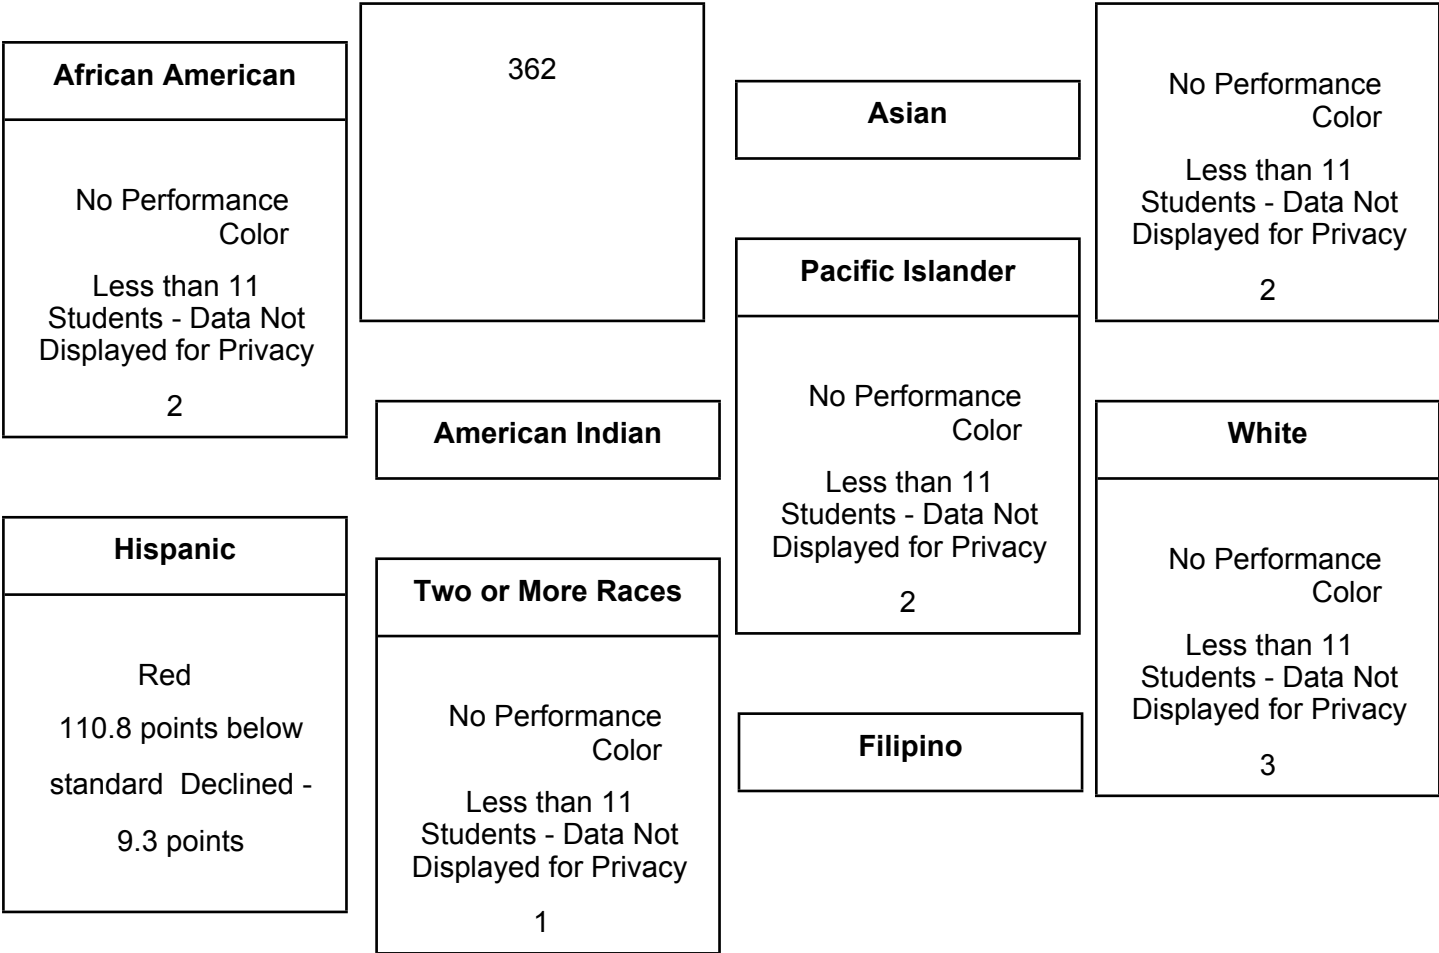 African American
No Performance
Color
Less than 11
Students - Data Not
Displayed for Privacy
2
Hispanic
Red
110.8 points below
standard  Declined -
9.3 points
362
American Indian
Two or More Races
No Performance
Color
Less than 11
Students - Data Not
Displayed for Privacy
1
Asian
Pacific Islander
No Performance
Color
Less than 11
Students - Data Not
Displayed for Privacy
2
Filipino
No Performance
Color
Less than 11
Students - Data Not
Displayed for Privacy
2
White
No Performance
Color
Less than 11
Students - Data Not
Displayed for Privacy
3